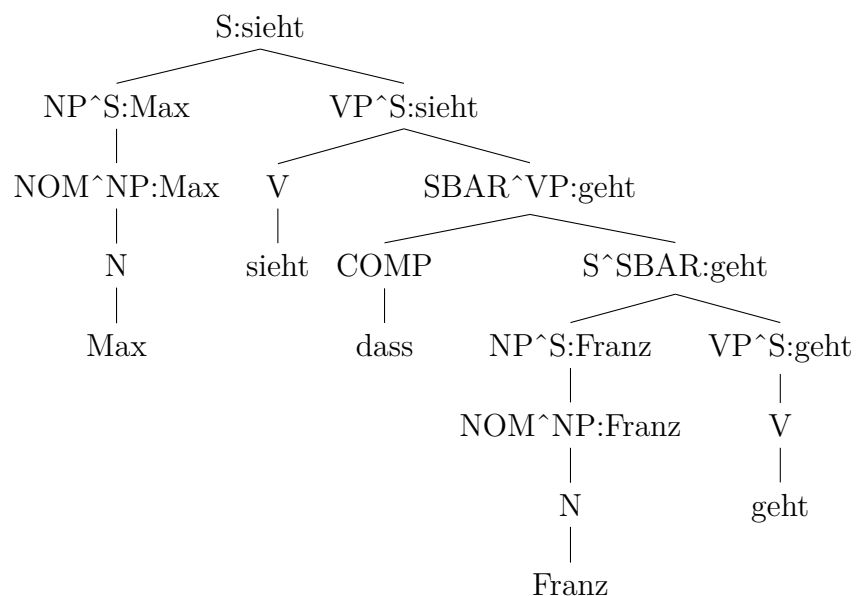 S:sieht
NP^S:Max VP^S:sieht
NOM^NP:Max V SBAR^VP:geht
N sieht COMP S^SBAR:geht
Max dass NP^S:Franz VP^S:geht
NOM^NP:Franz V
N geht
Franz